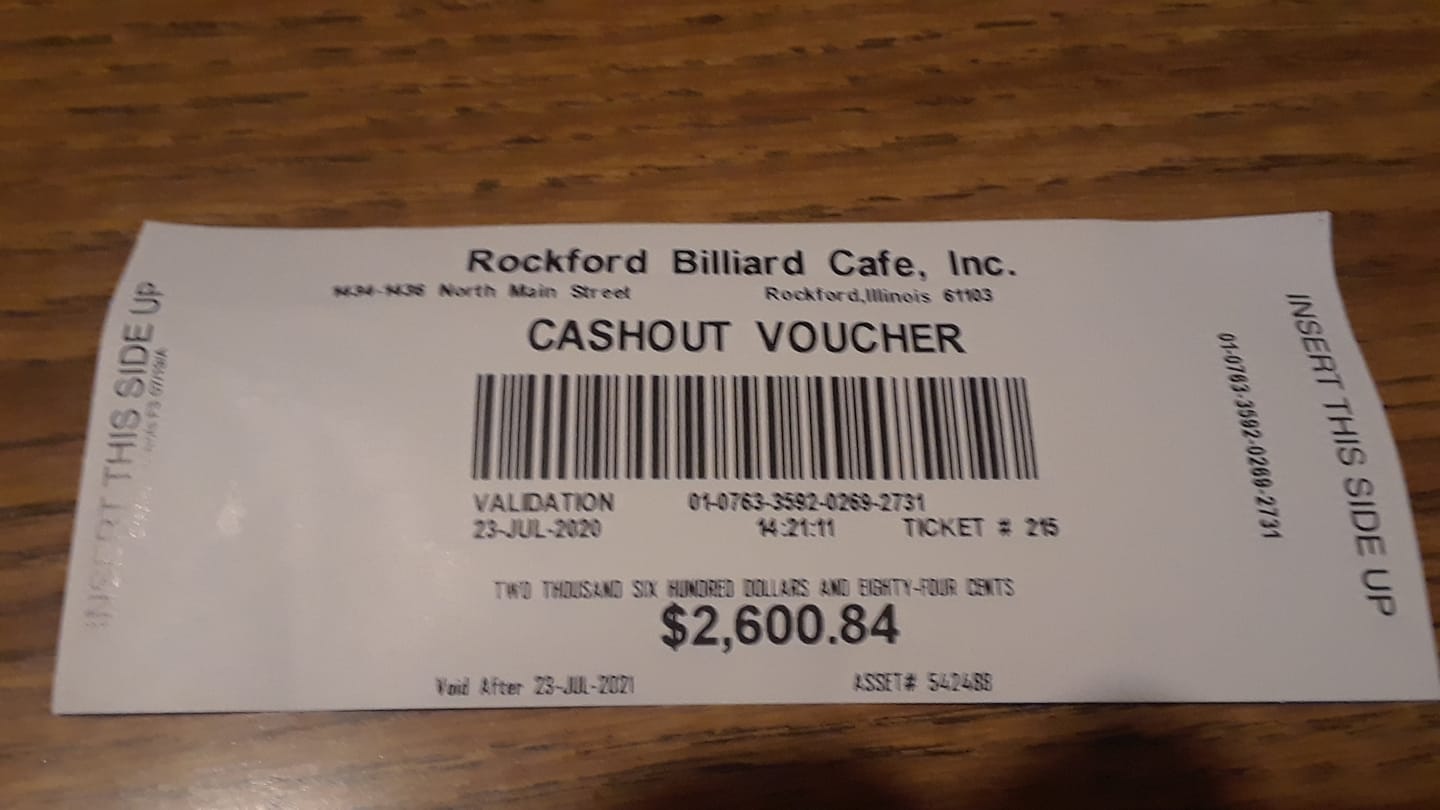 Rockford Billiard Cafe, Inc.
1434-1436 North Main Street Rockford,Illinois 61103
CASHOUT VOUCHER
VALIDATION 01-0763-3592-0269-2731
23-JUL-2020 14:21:11 TICKET # 215
TWO THOUSAND SIX HUNDRED DOLLARS AND EIGHTY-FOUR CENTS
$2,600.84
Void After 23-JUL-2021 ASSET# 542488
INSERT THIS SIDE UP
01-0763-3592-0269-2731
INSERT THIS SIDE UP